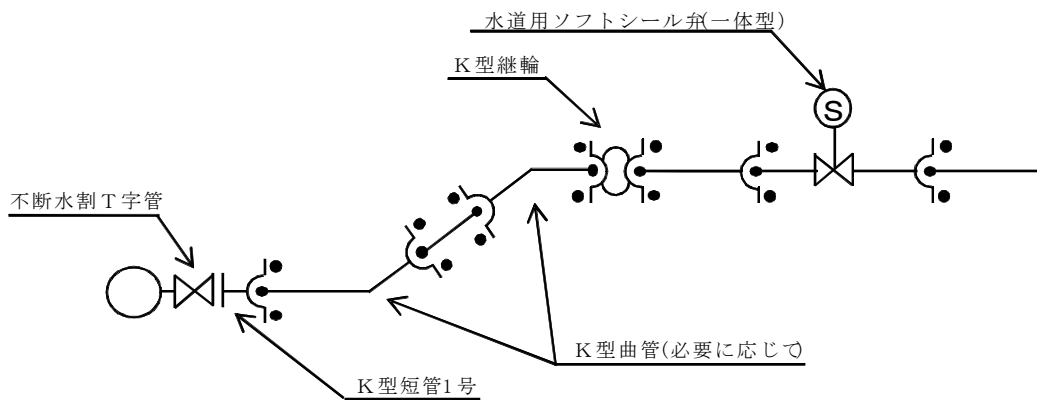 水道用ソフトシール弁(一体型)
K型継輪
S
不断水割T字管
K型曲管(必要に応じて)
K型短管1号